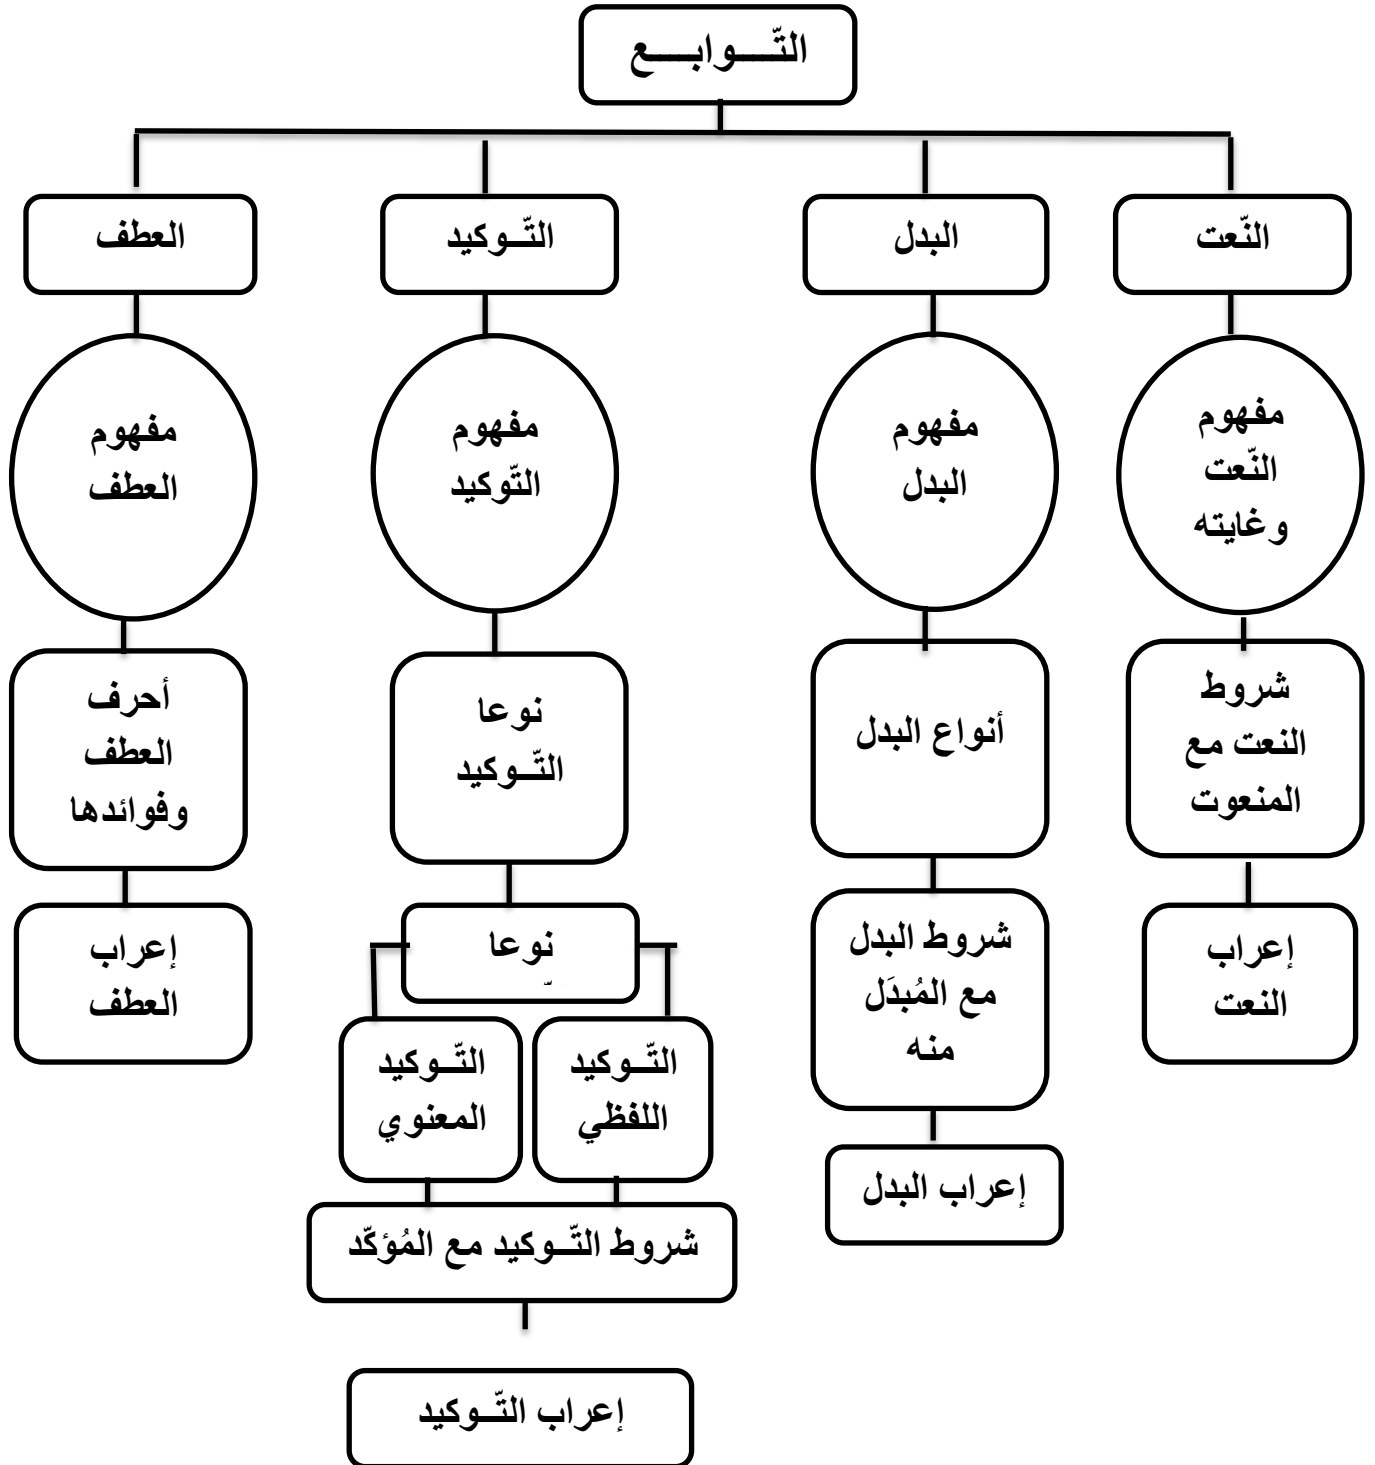 التّـــوابـــع
النّعت
البدل
التّــوكيد
العطف
مفهوم
النّعت
وغايته
مفهوم
البدل
مفهوم
التّوكيد
مفهوم
العطف
شروط
النعت مع
المنعوت
أنواع البدل
نوعا
التّــوكيد
أحرف
العطف
وفوائدها
إعراب
النعت
شروط البدل
مع المُبدَل
منه
نوعا
إعراب
العطف
التّــوكيد
اللفظي
التّــوكيد
المعنوي
إعراب البدل
شروط التّــوكيد مع المُؤكّد
إعراب التّــوكيد